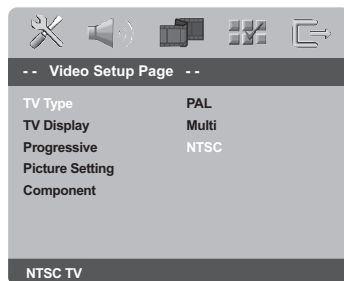 -- Video Setup Page --
TV Type PAL
TV Display Multi
Progressive NTSC
Picture Setting
Component
NTSC TV